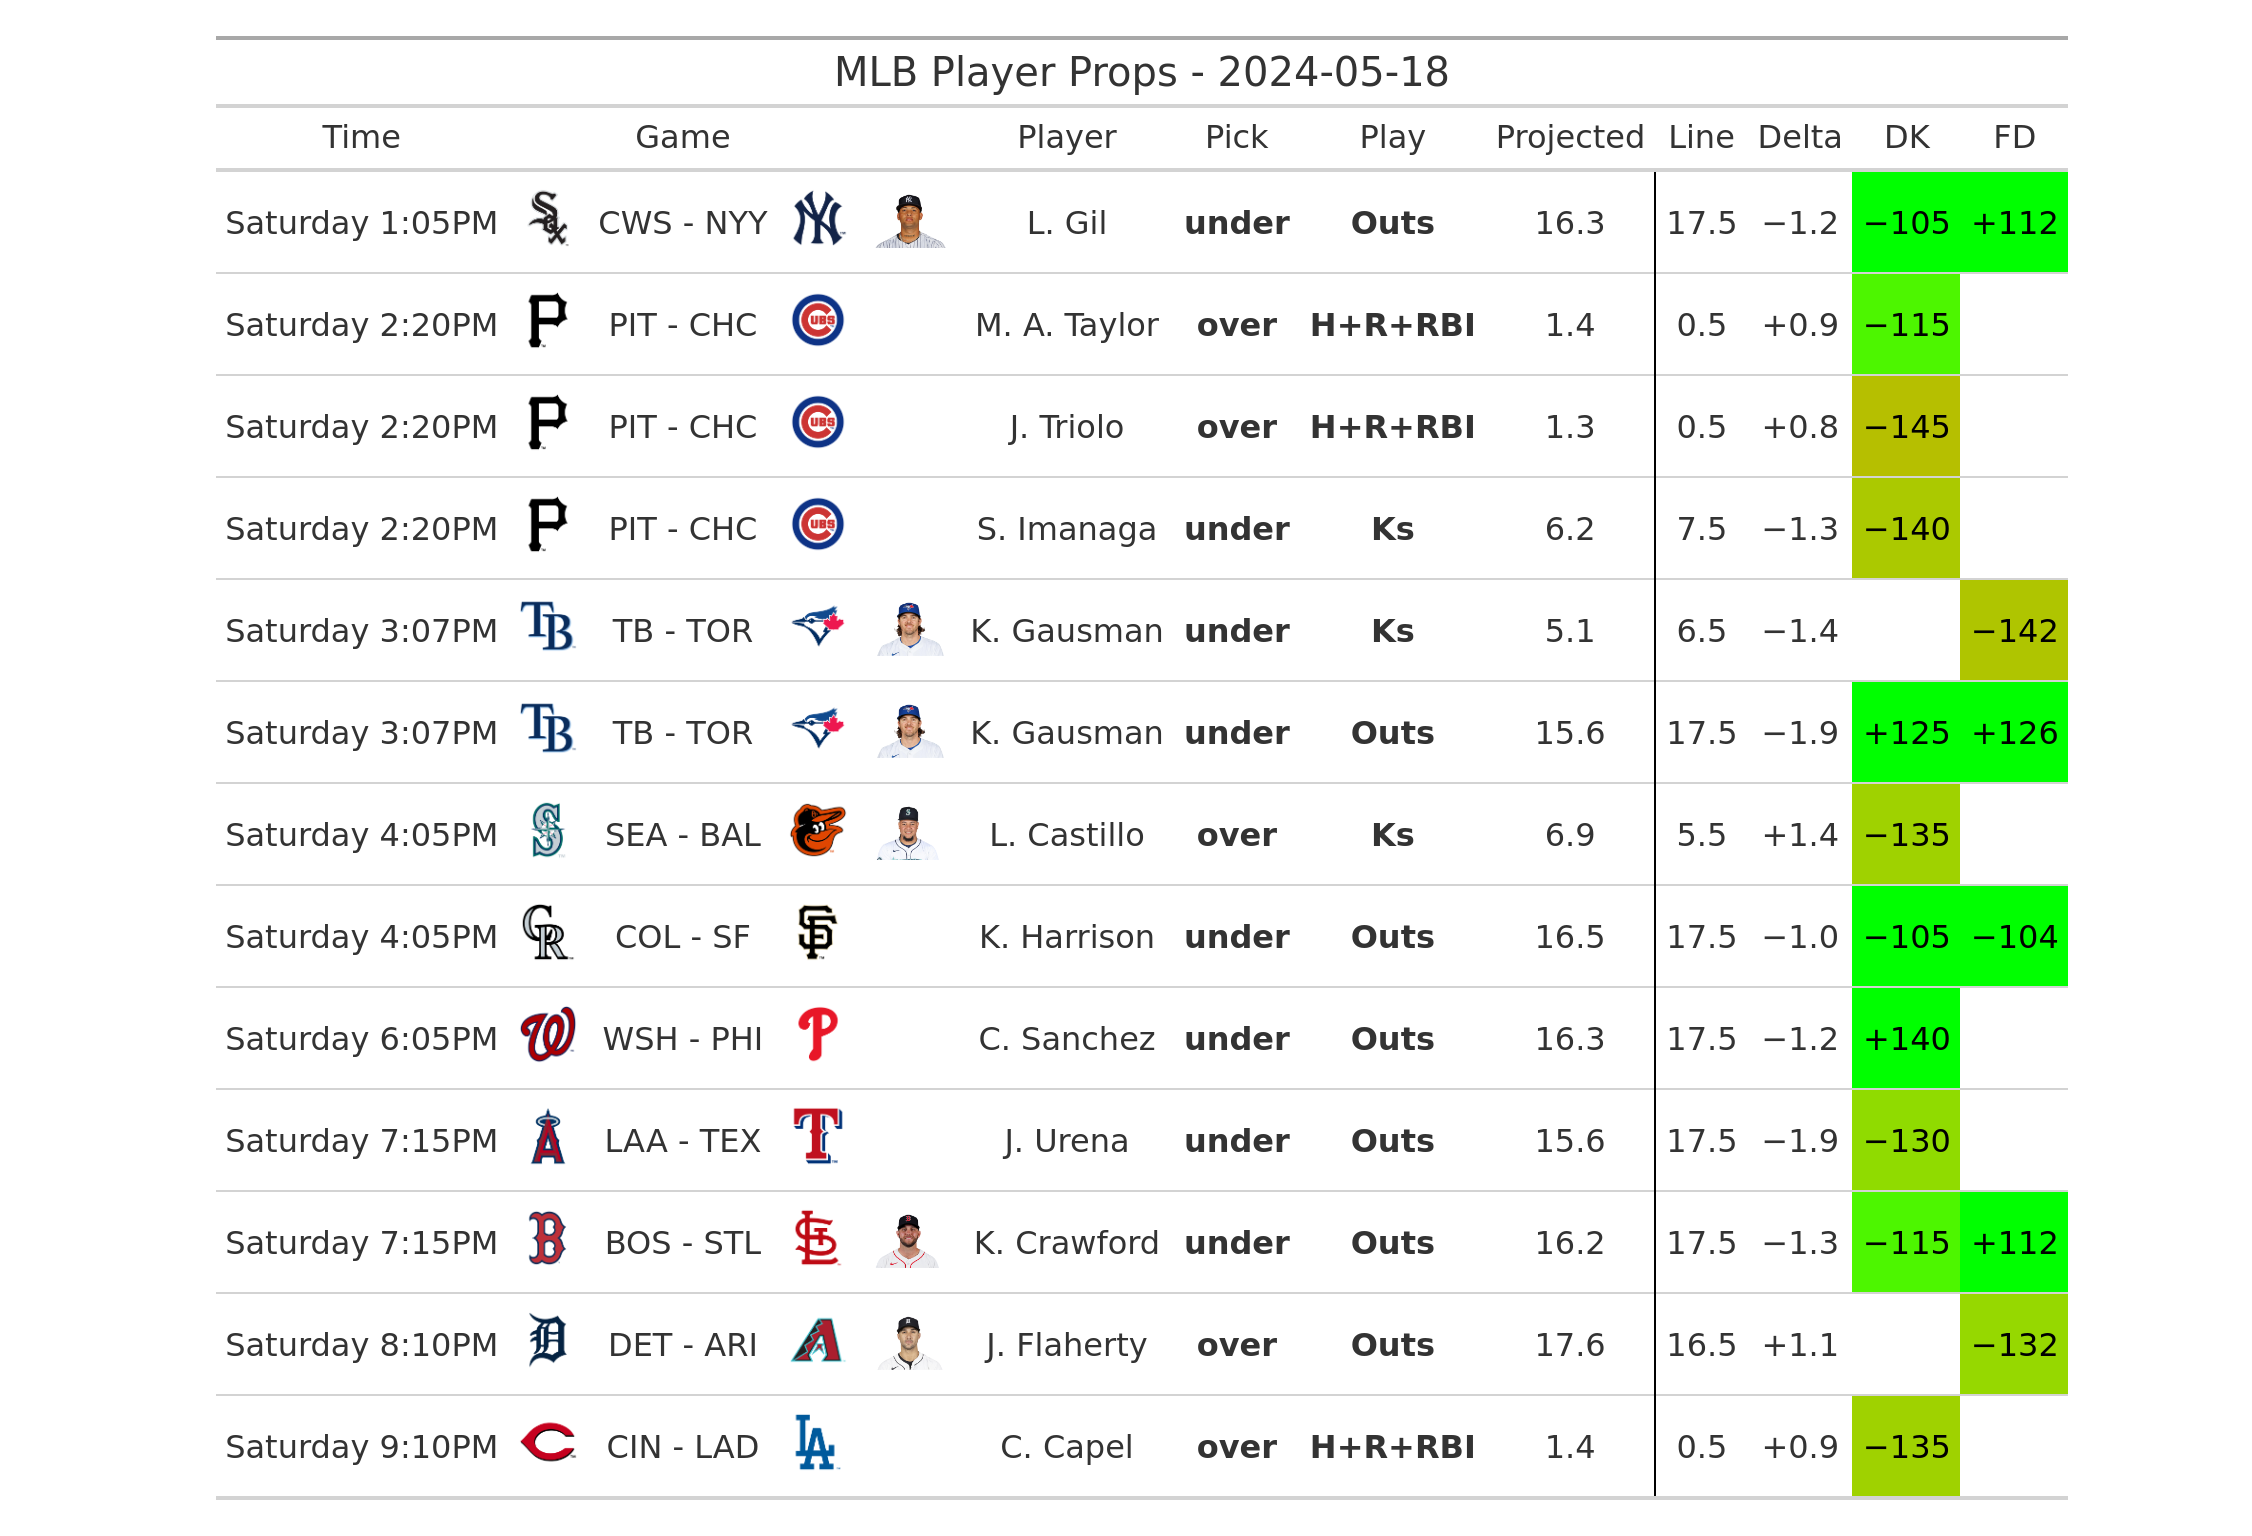 MLB Player Props - 2024-05-18
Time Game Player Pick Play Projected Line Delta DK FD
Saturday 1:05PM CWS - NYY L. Gil under Outs 16.3 17.5 −1.2 −105 +112
Saturday 2:20PM PIT - CHC M. A. Taylor over H+R+RBI 1.4 0.5 +0.9 −115
Saturday 2:20PM PIT - CHC J. Triolo over H+R+RBI 1.3 0.5 +0.8 −145
Saturday 2:20PM PIT - CHC S. Imanaga under Ks 6.2 7.5 −1.3 −140
Saturday 3:07PM TB - TOR K. Gausman under Ks 5.1 6.5 −1.4 −142
Saturday 3:07PM TB - TOR K. Gausman under Outs 15.6 17.5 −1.9 +125 +126
Saturday 4:05PM SEA - BAL L. Castillo over Ks 6.9 5.5 +1.4 −135
Saturday 4:05PM COL - SF K. Harrison under Outs 16.5 17.5 −1.0 −105 −104
Saturday 6:05PM WSH - PHI C. Sanchez under Outs 16.3 17.5 −1.2 +140
Saturday 7:15PM LAA - TEX J. Urena under Outs 15.6 17.5 −1.9 −130
Saturday 7:15PM BOS - STL K. Crawford under Outs 16.2 17.5 −1.3 −115 +112
Saturday 8:10PM DET - ARI J. Flaherty over Outs 17.6 16.5 +1.1 −132
Saturday 9:10PM CIN - LAD C. Capel over H+R+RBI 1.4 0.5 +0.9 −135